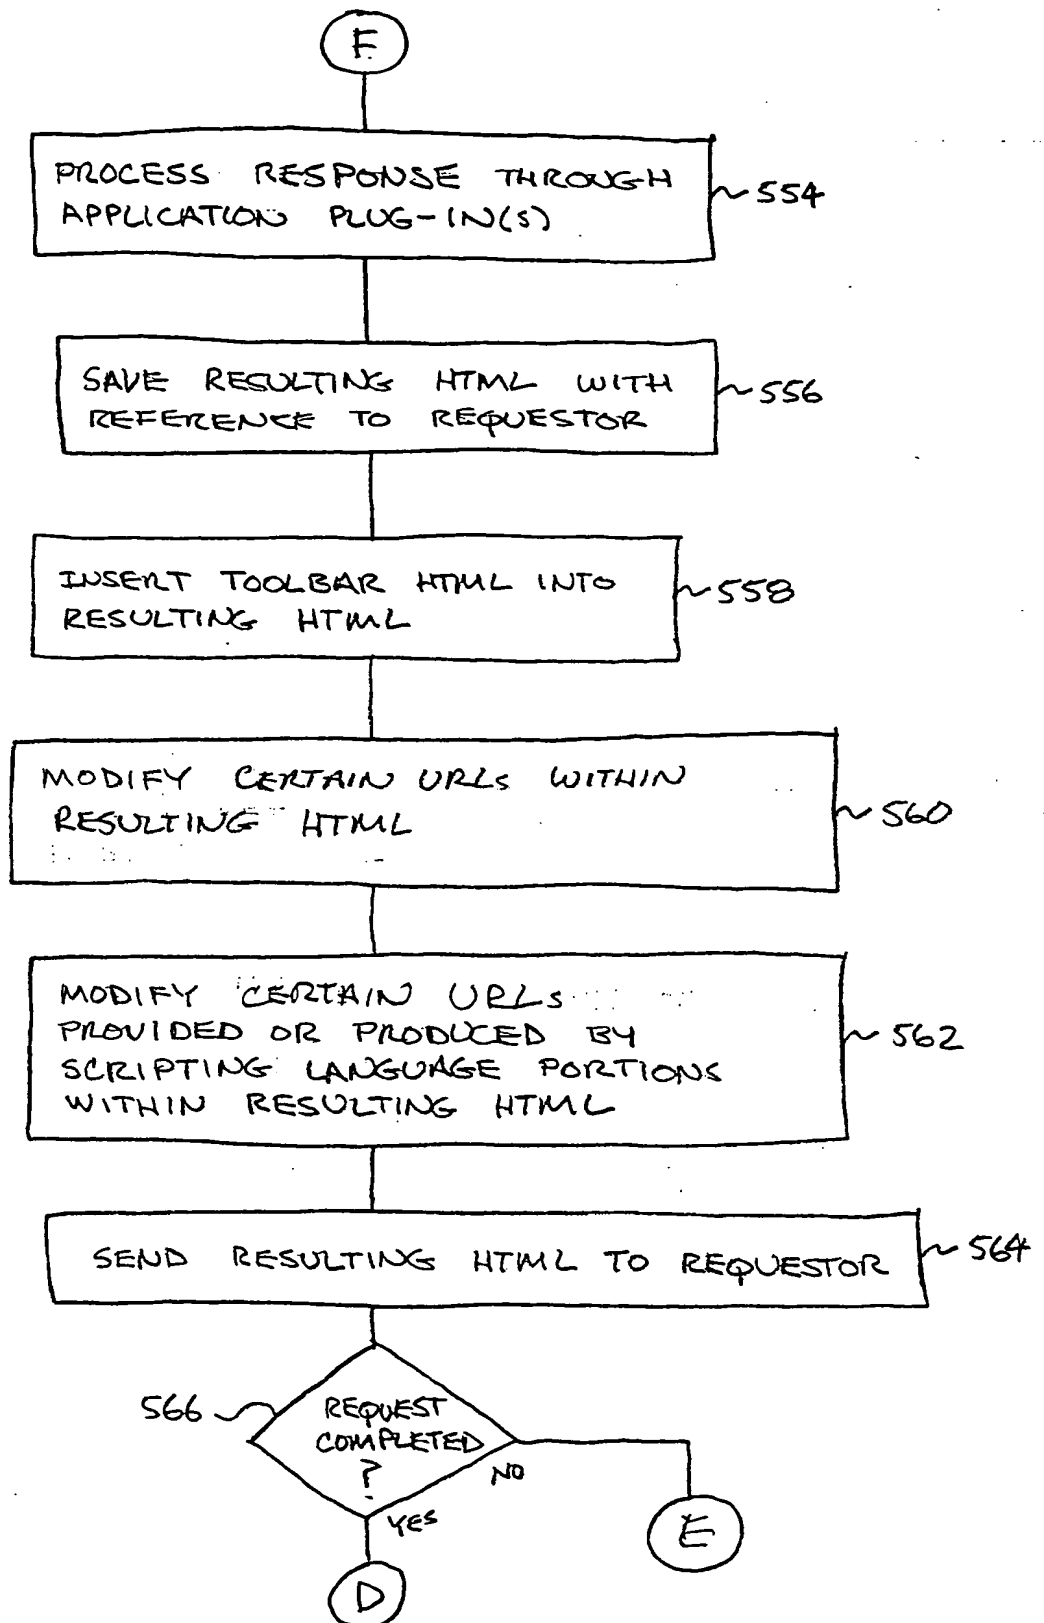 F
PROCESS RESPONSE THROUGH
APPLICATION PLUG-IN(S)
554
SAVE RESULTING HTML WITH
REFERENCE TO REQUESTOR
556
INSERT TOOLBAR HTML INTO
RESULTING HTML
558
MODIFY CERTAIN URLs WITHIN
RESULTING HTML
560
MODIFY CERTAIN URLs
PROVIDED OR PRODUCED BY
SCRIPTING LANGUAGE PORTIONS
WITHIN RESULTING HTML
562
SEND RESULTING HTML TO REQUESTOR
564
566
REQUEST
COMPLETED
?
NO
YES
E
D